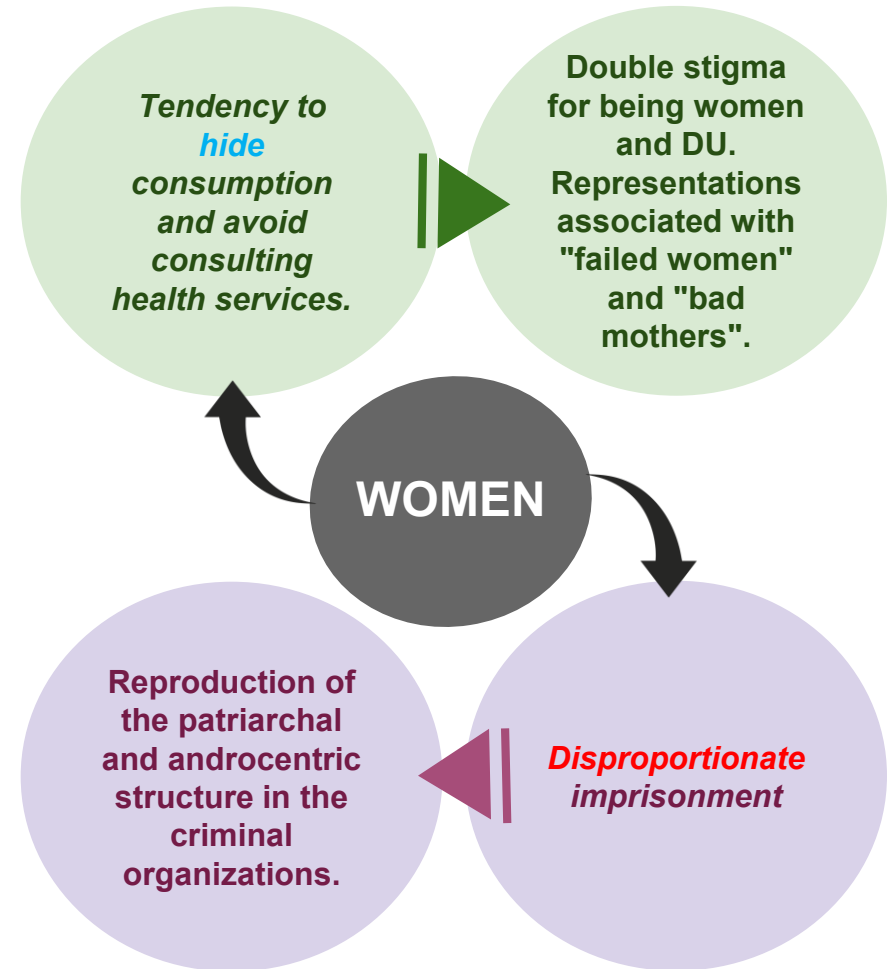 Tendency to
hide
consumption
and avoid
consulting
health services.
Double stigma
for being women
and DU.
Representations
associated with
"failed women"
and "bad
mothers".
WOMEN
Reproduction of
the patriarchal
and androcentric
structure in the
criminal
organizations.
Disproportionate
imprisonment